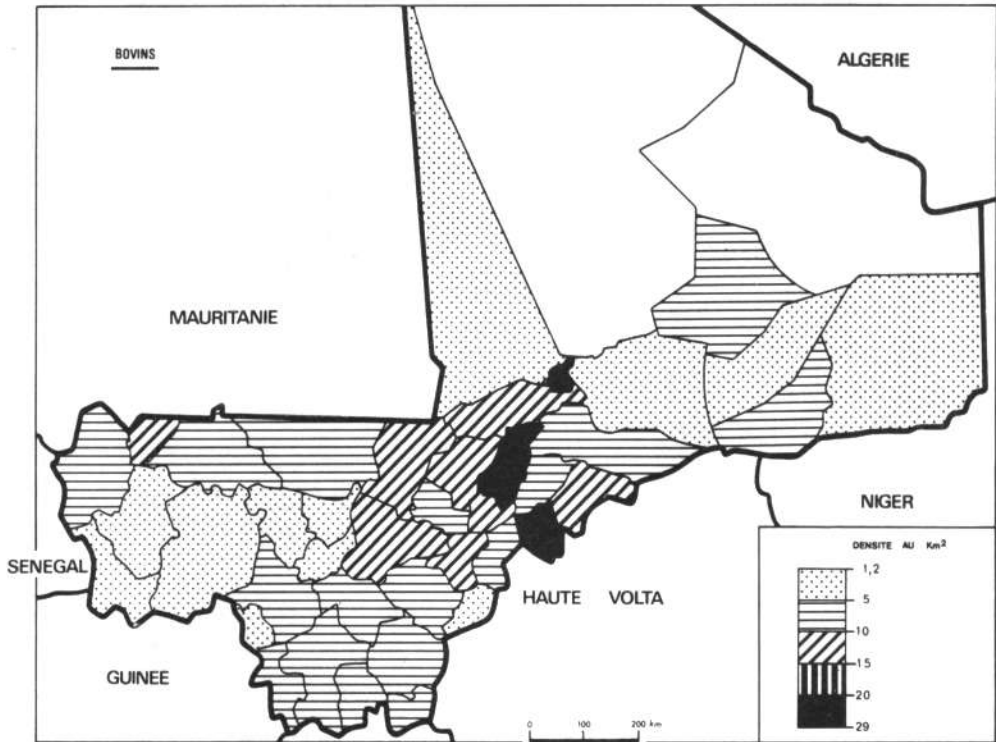 BOVINS
ALGERIE
MAURITANIE
NIGER
SENEGAL
HAUTE VOLTA
GUINEE
DENSITE AU Km²
1,2
5
10
15
20
29
0 100 200 km